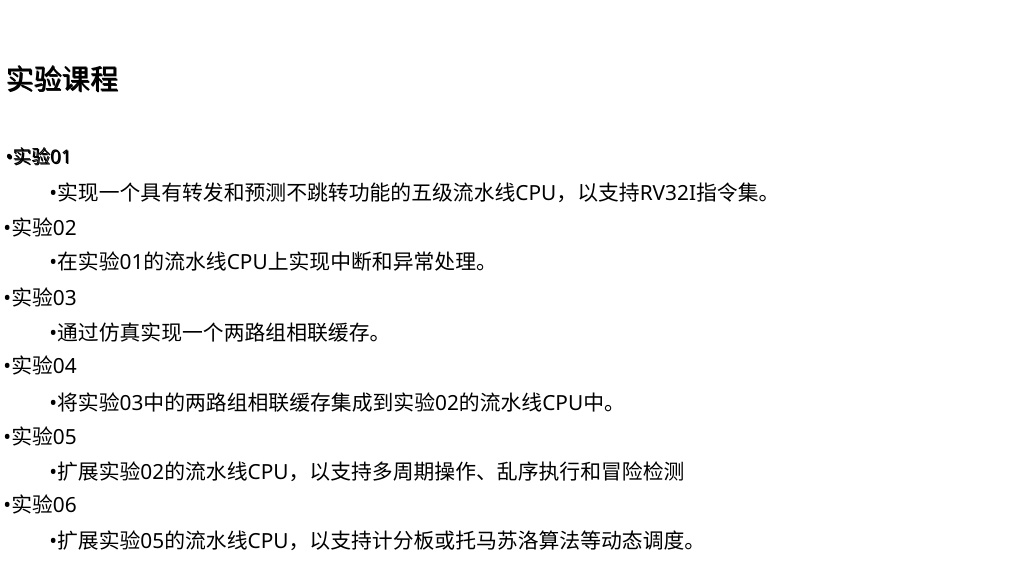 实验课程
•实验01
•实现一个具有转发和预测不跳转功能的五级流水线CPU，以支持RV32I指令集。
•实验02
•在实验01的流水线CPU上实现中断和异常处理。
•实验03
•通过仿真实现一个两路组相联缓存。
•实验04
•将实验03中的两路组相联缓存集成到实验02的流水线CPU中。
•实验05
•扩展实验02的流水线CPU，以支持多周期操作、乱序执行和冒险检测
•实验06
•扩展实验05的流水线CPU，以支持计分板或托马苏洛算法等动态调度。